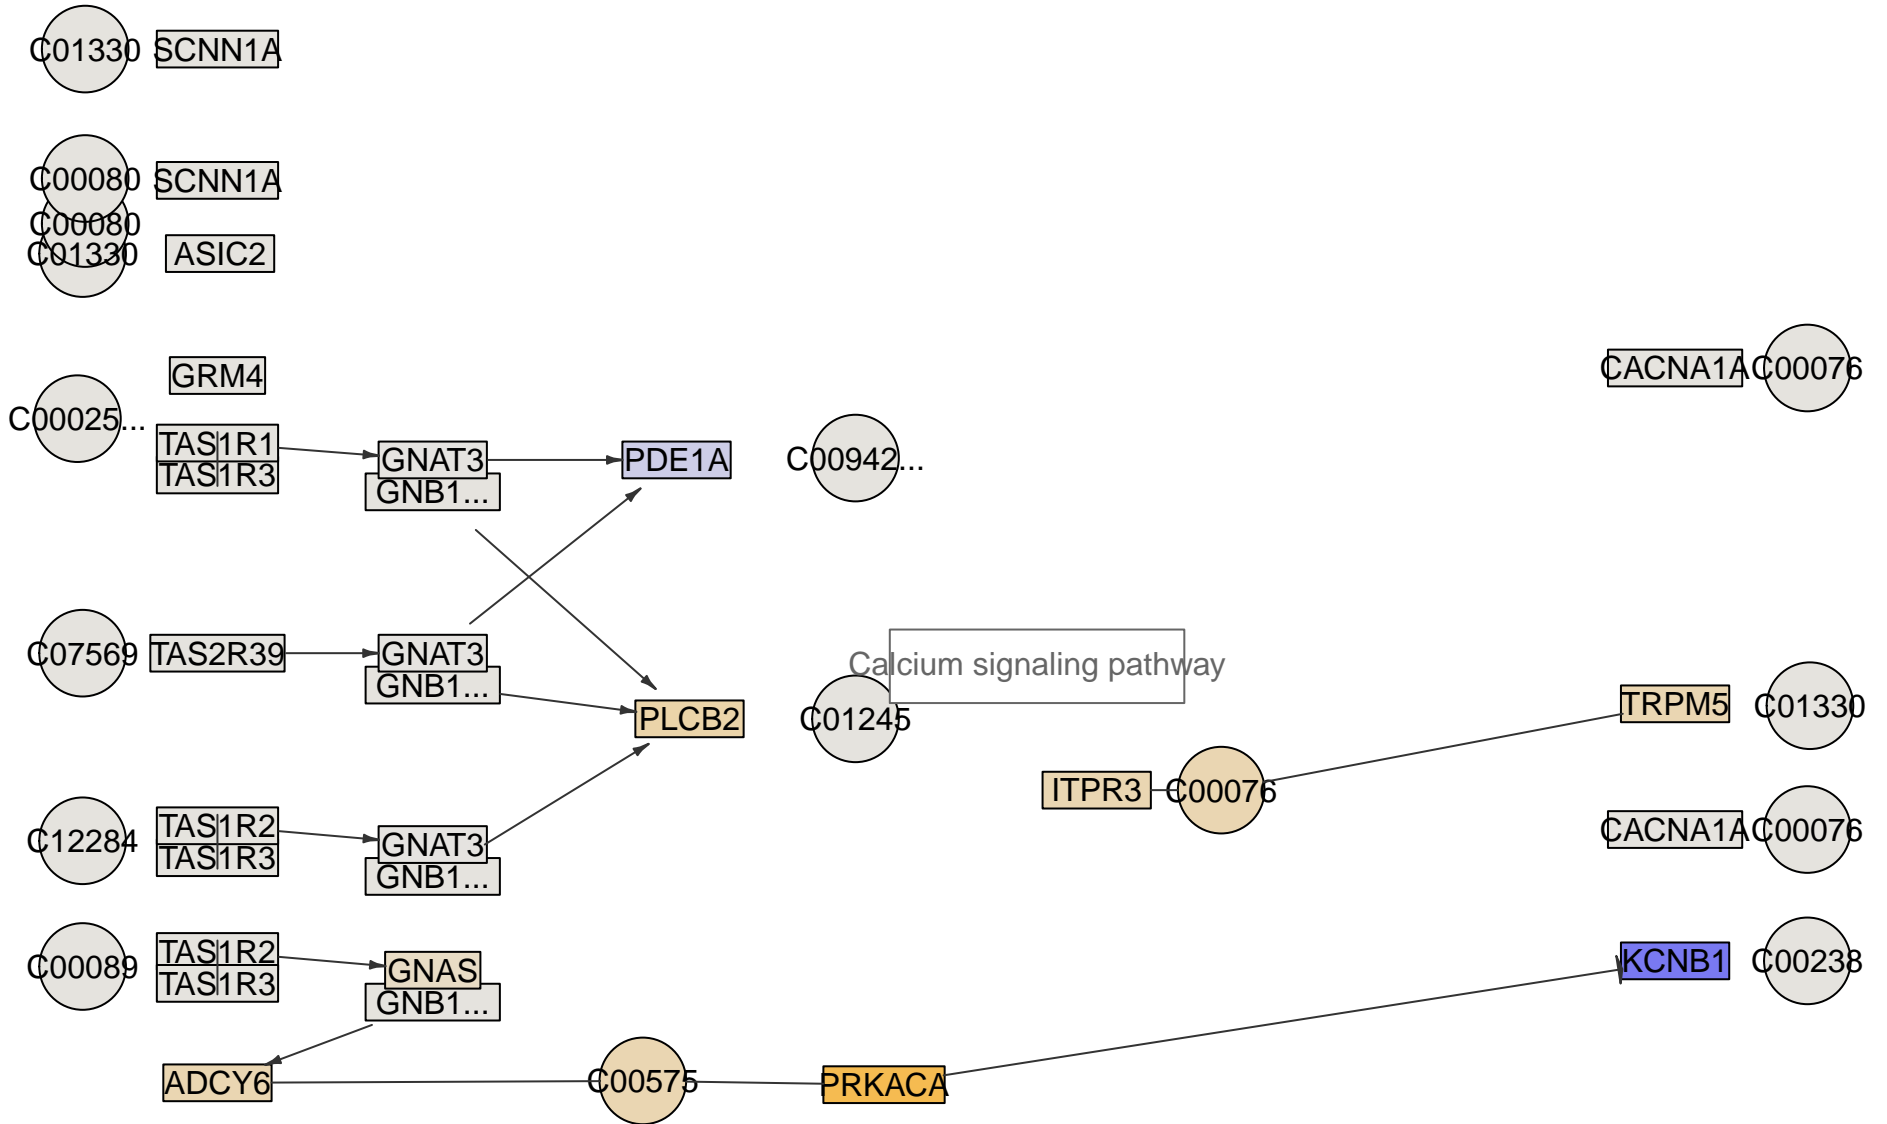 C01330 SCNN1A
C00080 SCNN1A
C00080
C01330 ASIC2
GRM4
CACNA1A C00076
C00025...
TAS1R1
TAS1R3
GNAT3
GNB1...
PDE1A
C00942...
C07569 TAS2R39
GNAT3
GNB1...
Calcium signaling pathway
PLCB2
C01245
TRPM5 C01330
ITPR3 C00076
C12284
TAS1R2
TAS1R3
GNAT3
GNB1...
CACNA1A C00076
C00089
TAS1R2
TAS1R3
GNAS
GNB1...
KCNB1 C00238
ADCY6
C00575
PRKACA